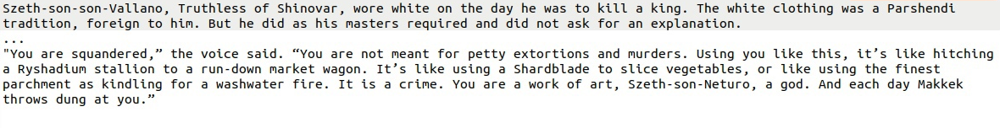 Szeth-son-son-Vallano, Truthless of Shinovar, wore white on the day he was to kill a king. The white clothing was a Parshendi
tradition, foreign to him. But he did as his masters required and did not ask for an explanation.
...
"You are squandered,” the voice said. “You are not meant for petty extortions and murders. Using you like this, it’s like hitching
a Ryshadium stallion to a run-down market wagon. It’s like using a Shardblade to slice vegetables, or like using the finest
parchment as kindling for a washwater fire. It is a crime. You are a work of art, Szeth-son-Neturo, a god. And each day Makkek
throws dung at you.”